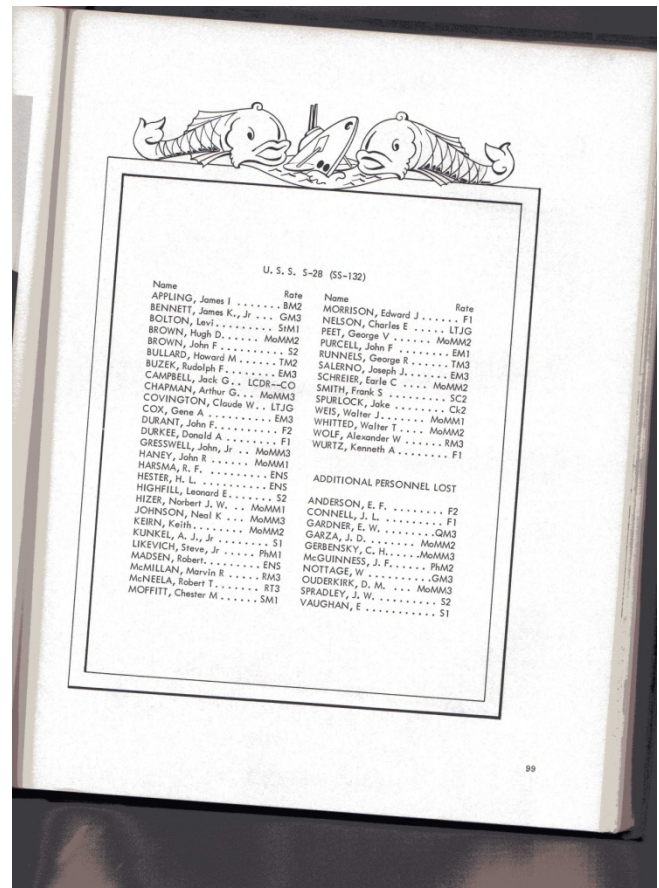 U. S. S. S-28 (SS-132)
Name Rate
APPLING, James I . . . . . . . BM2
BENNETT, James K., Jr . . . GM3
BOLTON, Levi . . . . . . . . . StM1
BROWN, Hugh D. . . . . . MoMM2
BROWN, John F . . . . . . . . S2
BULLARD, Howard M . . . . . TM2
BUZEK, Rudolph F. . . . . . . EM3
CAMPBELL, Jack G . . LCDR--CO
CHAPMAN, Arthur G. . . MoMM3
COVINGTON, Claude W . . LTJG
COX, Gene A . . . . . . . . . EM3
DURANT, John F. . . . . . . . . F2
DURKEE, Donald A . . . . . . . F1
GRESSWELL, John, Jr . . MoMM3
HANEY, John R . . . . . . MoMM1
HARSMA, R. F. . . . . . . . . ENS
HESTER, H. L. . . . . . . . . ENS
HIGHFILL, Leonard E . . . . . . S2
HIZER, Norbert J. W. . . MoMM1
JOHNSON, Neal K . . . MoMM3
KEIRN, Keith . . . . . . . MoMM2
KUNKEL, A. J., Jr . . . . . . . S1
LIKEVICH, Steve, Jr . . . . . PhM1
MADSEN, Robert. . . . . . . . ENS
McMILLAN, Marvin R . . . . . RM3
McNEELA, Robert T . . . . . . . RT3
MOFFITT, Chester M . . . . . . SM1
Name Rate
MORRISON, Edward J . . . . . . F1
NELSON, Charles E . . . . . LTJG
PEET, George V . . . . . MoMM2
PURCELL, John F . . . . . . . . EM1
RUNNELS, George R . . . . . . TM3
SALERNO, Joseph J. . . . . . . EM3
SCHREIER, Earle C . . . . MoMM2
SMITH, Frank S . . . . . . . . SC2
SPURLOCK, Jake . . . . . . . . Ck2
WEIS, Walter J . . . . . . . MoMM1
WHITTED, Walter T . . . . MoMM2
WOLF, Alexander W . . . . . . RM3
WURTZ, Kenneth A . . . . . . . F1
ADDITIONAL PERSONNEL LOST
ANDERSON, E. F. . . . . . . . . F2
CONNELL, J. L. . . . . . . . . . F1
GARDNER, E. W. . . . . . . . .QM3
GARZA, J. D. . . . . . . . MoMM2
GERBENSKY, C. H. . . . . .MoMM3
McGUINNESS, J. F. . . . . . PhM2
NOTTAGE, W . . . . . . . . . .GM3
OUDERKIRK, D. M. . . . MoMM3
SPRADLEY, J. W. . . . . . . . . . S2
VAUGHAN, E . . . . . . . . . . . S1
99